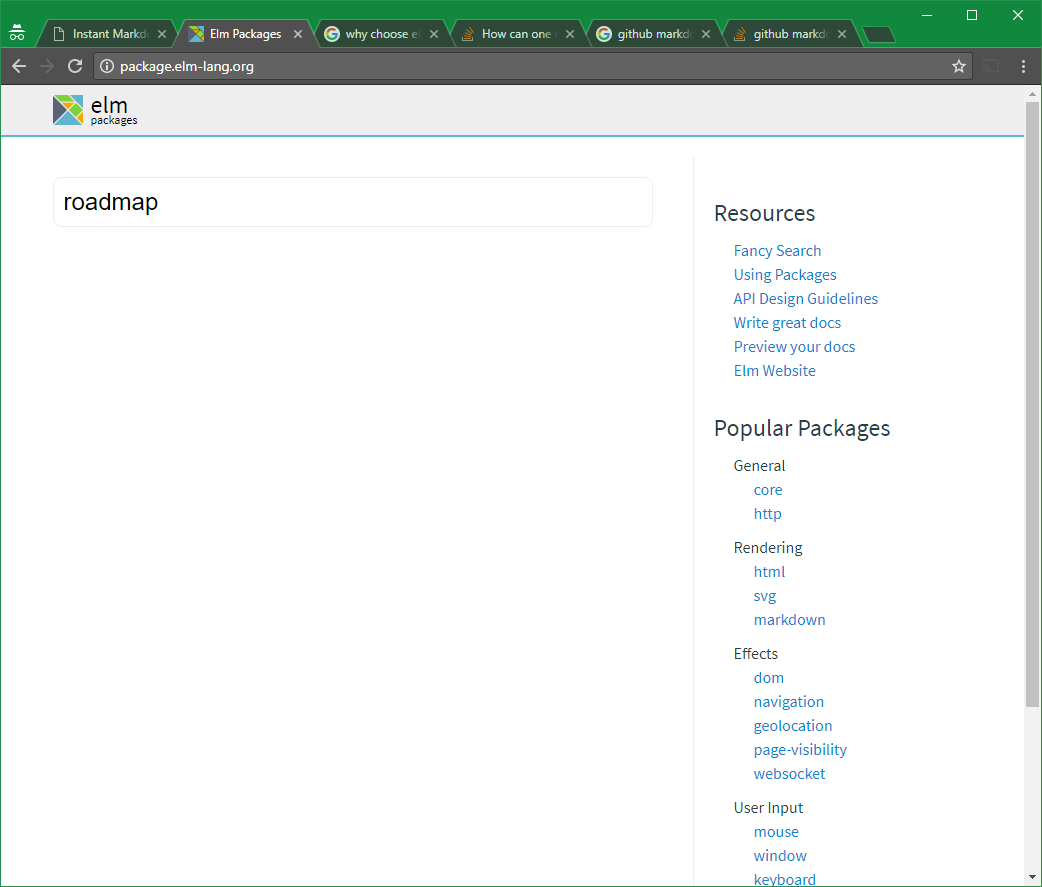 Instant Markd
Elm Packages
why choose el
How can one
github markd
github markd
package.elm-lang.org
elm
packages
roadmap
Resources
Fancy Search
Using Packages
API Design Guidelines
Write great docs
Preview your docs
Elm Website
Popular Packages
General
core
http
Rendering
html
svg
markdown
Effects
dom
navigation
geolocation
page-visibility
websocket
User Input
mouse
window
keyboard